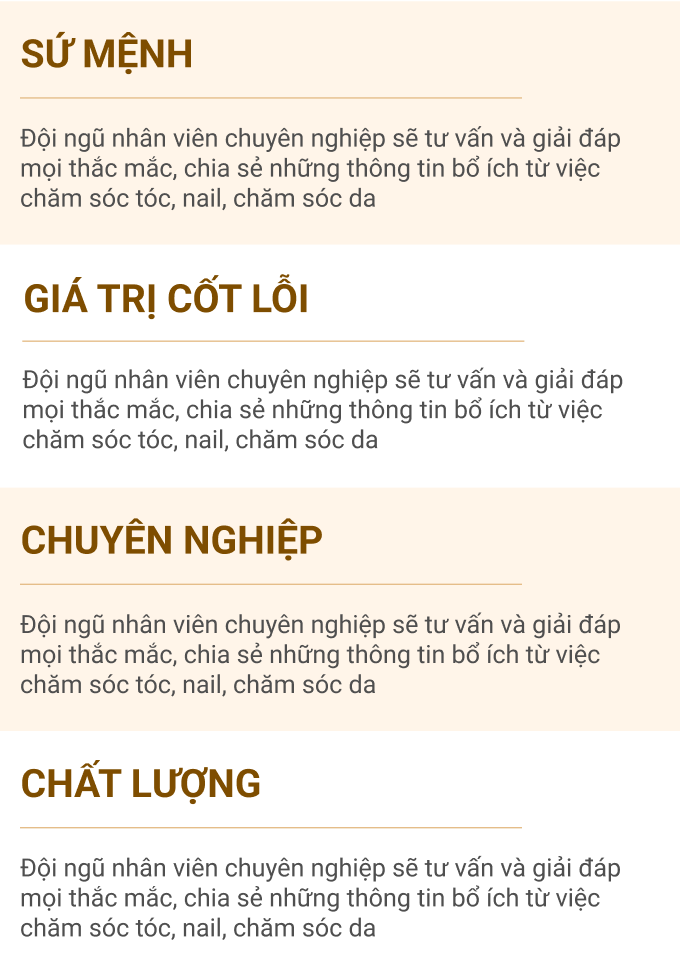 SỨ MỆNH
Đội ngũ nhân viên chuyên nghiệp sẽ tư vấn và giải đáp
mọi thắc mắc, chia sẻ những thông tin bổ ích từ việc
chăm sóc tóc, nail, chăm sóc da
GIÁ TRỊ CỐT LỖI
Đội ngũ nhân viên chuyên nghiệp sẽ tư vấn và giải đáp
mọi thắc mắc, chia sẻ những thông tin bổ ích từ việc
chăm sóc tóc, nail, chăm sóc da
CHUYÊN NGHIỆP
Đội ngũ nhân viên chuyên nghiệp sẽ tư vấn và giải đáp
mọi thắc mắc, chia sẻ những thông tin bổ ích từ việc
chăm sóc tóc, nail, chăm sóc da
CHẤT LƯỢNG
Đội ngũ nhân viên chuyên nghiệp sẽ tư vấn và giải đáp
mọi thắc mắc, chia sẻ những thông tin bổ ích từ việc
chăm sóc tóc, nail, chăm sóc da